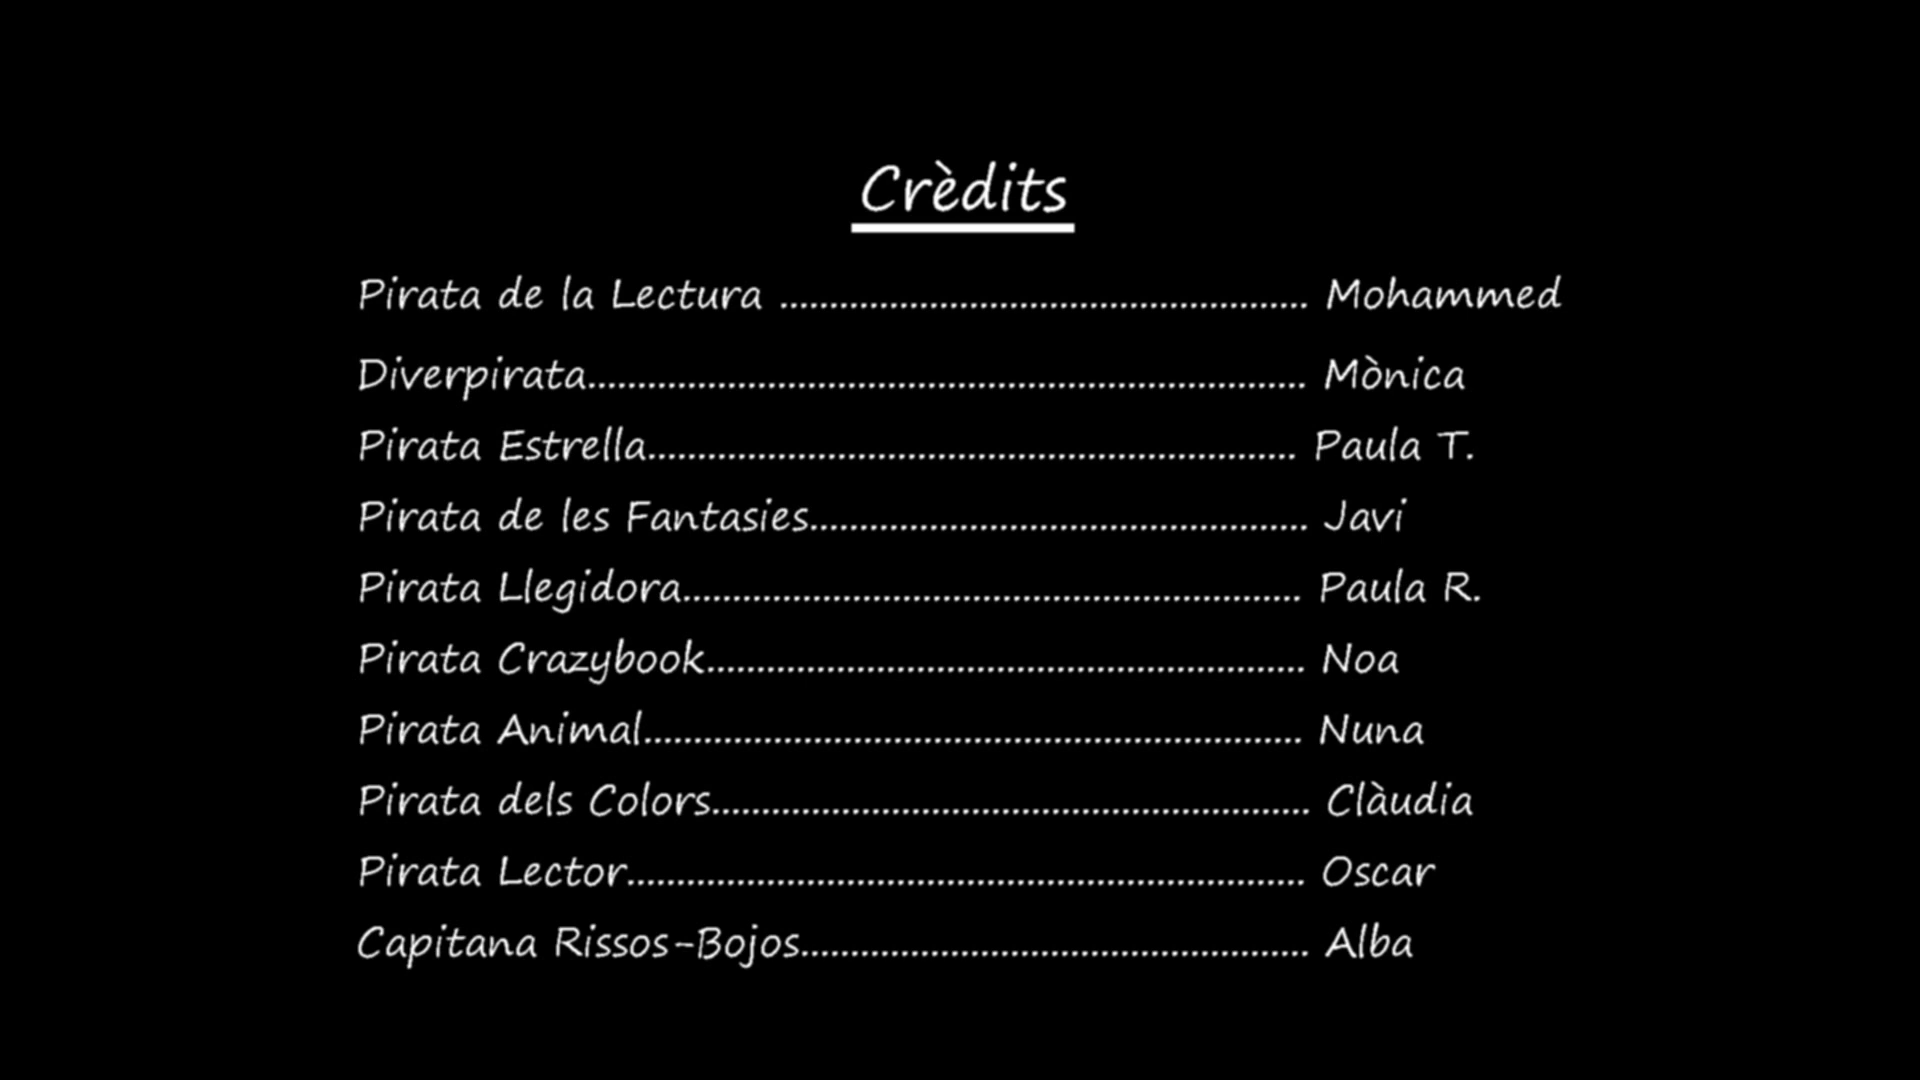 Crèdits
Pirata de la Lectura ..................................................... Mohammed
Diverpirata........................................................................ Mònica
Pirata Estrella................................................................. Paula T.
Pirata de les Fantasies.................................................. Javi
Pirata Llegidora.............................................................. Paula R.
Pirata Crazybook............................................................ Noa
Pirata Animal.................................................................. Nuna
Pirata dels Colors............................................................ Clàudia
Pirata Lector.................................................................... Oscar
Capitana Rissos-Bojos................................................... Alba